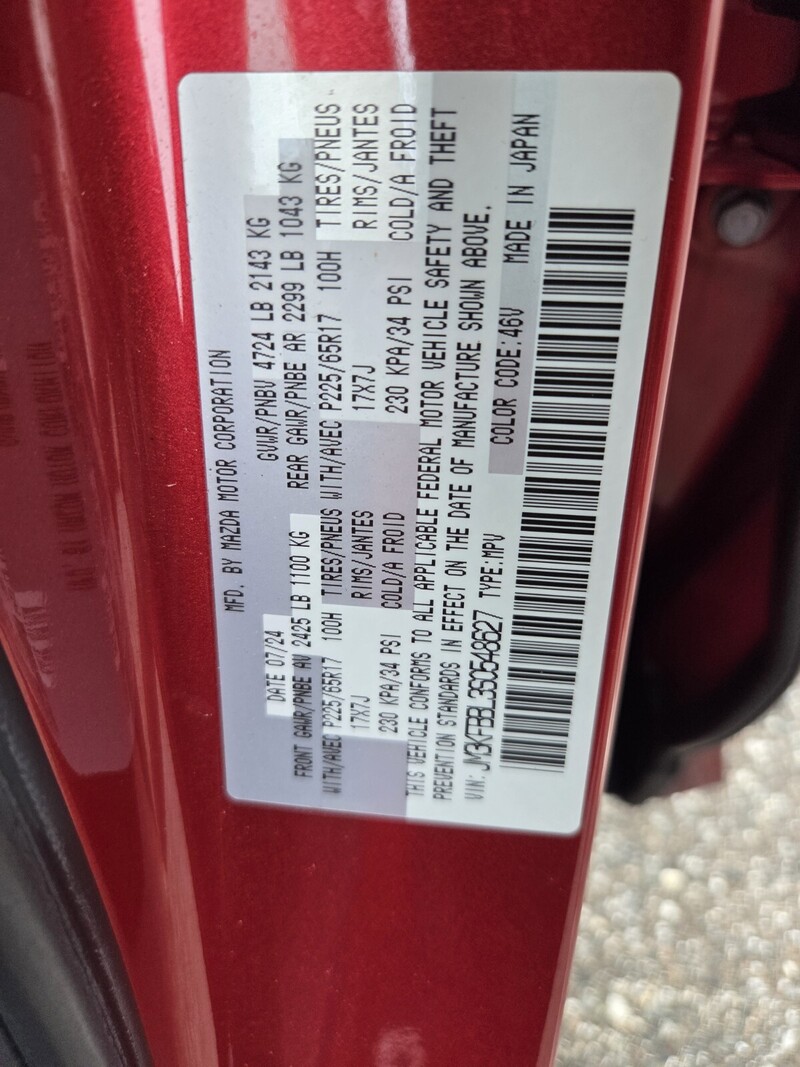 MFD. BY MAZDA MOTOR CORPORATION
DATE 07/24 GVWR/PNBV 4724 LB 2143 KG
FRONT GAWR/PNBE AV 2425 LB 1100 KG REAR GAWR/PNBE AR 2299 LB 1043 KG
WITH/AVEC P225/65R17 100H TIRES/PNEUS WITH/AVEC P225/65R17 100H TIRES/PNEUS
17X7J RIMS/JANTES 17X7J RIMS/JANTES
230 KPA/34 PSI COLD/A FROID 230 KPA/34 PSI COLD/A FROID
THIS VEHICLE CONFORMS TO ALL APPLICABLE FEDERAL MOTOR VEHICLE SAFETY AND THEFT
PREVENTION STANDARDS IN EFFECT ON THE DATE OF MANUFACTURE SHOWN ABOVE.
VIN: JM3KFBBL3S0548627 TYPE:MPV COLOR CODE:46V MADE IN JAPAN